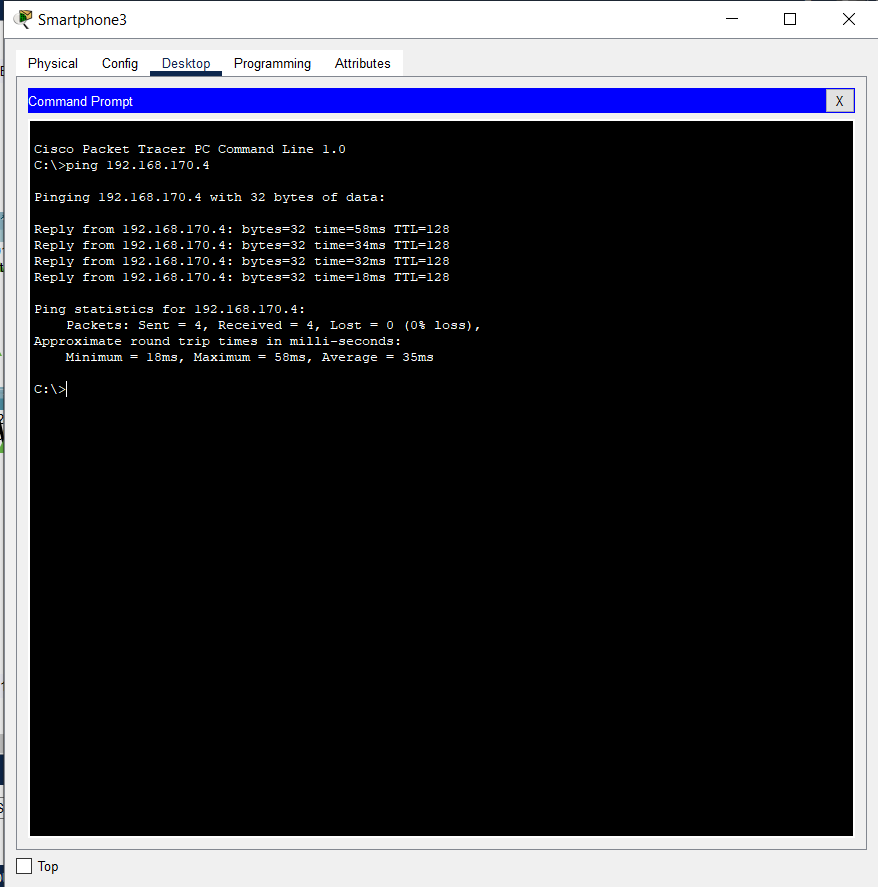 Smartphone3
Physical Config Desktop Programming Attributes
Command Prompt X
Cisco Packet Tracer PC Command Line 1.0
C:\>ping 192.168.170.4
Pinging 192.168.170.4 with 32 bytes of data:
Reply from 192.168.170.4: bytes=32 time=58ms TTL=128
Reply from 192.168.170.4: bytes=32 time=34ms TTL=128
Reply from 192.168.170.4: bytes=32 time=32ms TTL=128
Reply from 192.168.170.4: bytes=32 time=18ms TTL=128
Ping statistics for 192.168.170.4:
Packets: Sent = 4, Received = 4, Lost = 0 (0% loss),
Approximate round trip times in milli-seconds:
Minimum = 18ms, Maximum = 58ms, Average = 35ms
C:\>
Top